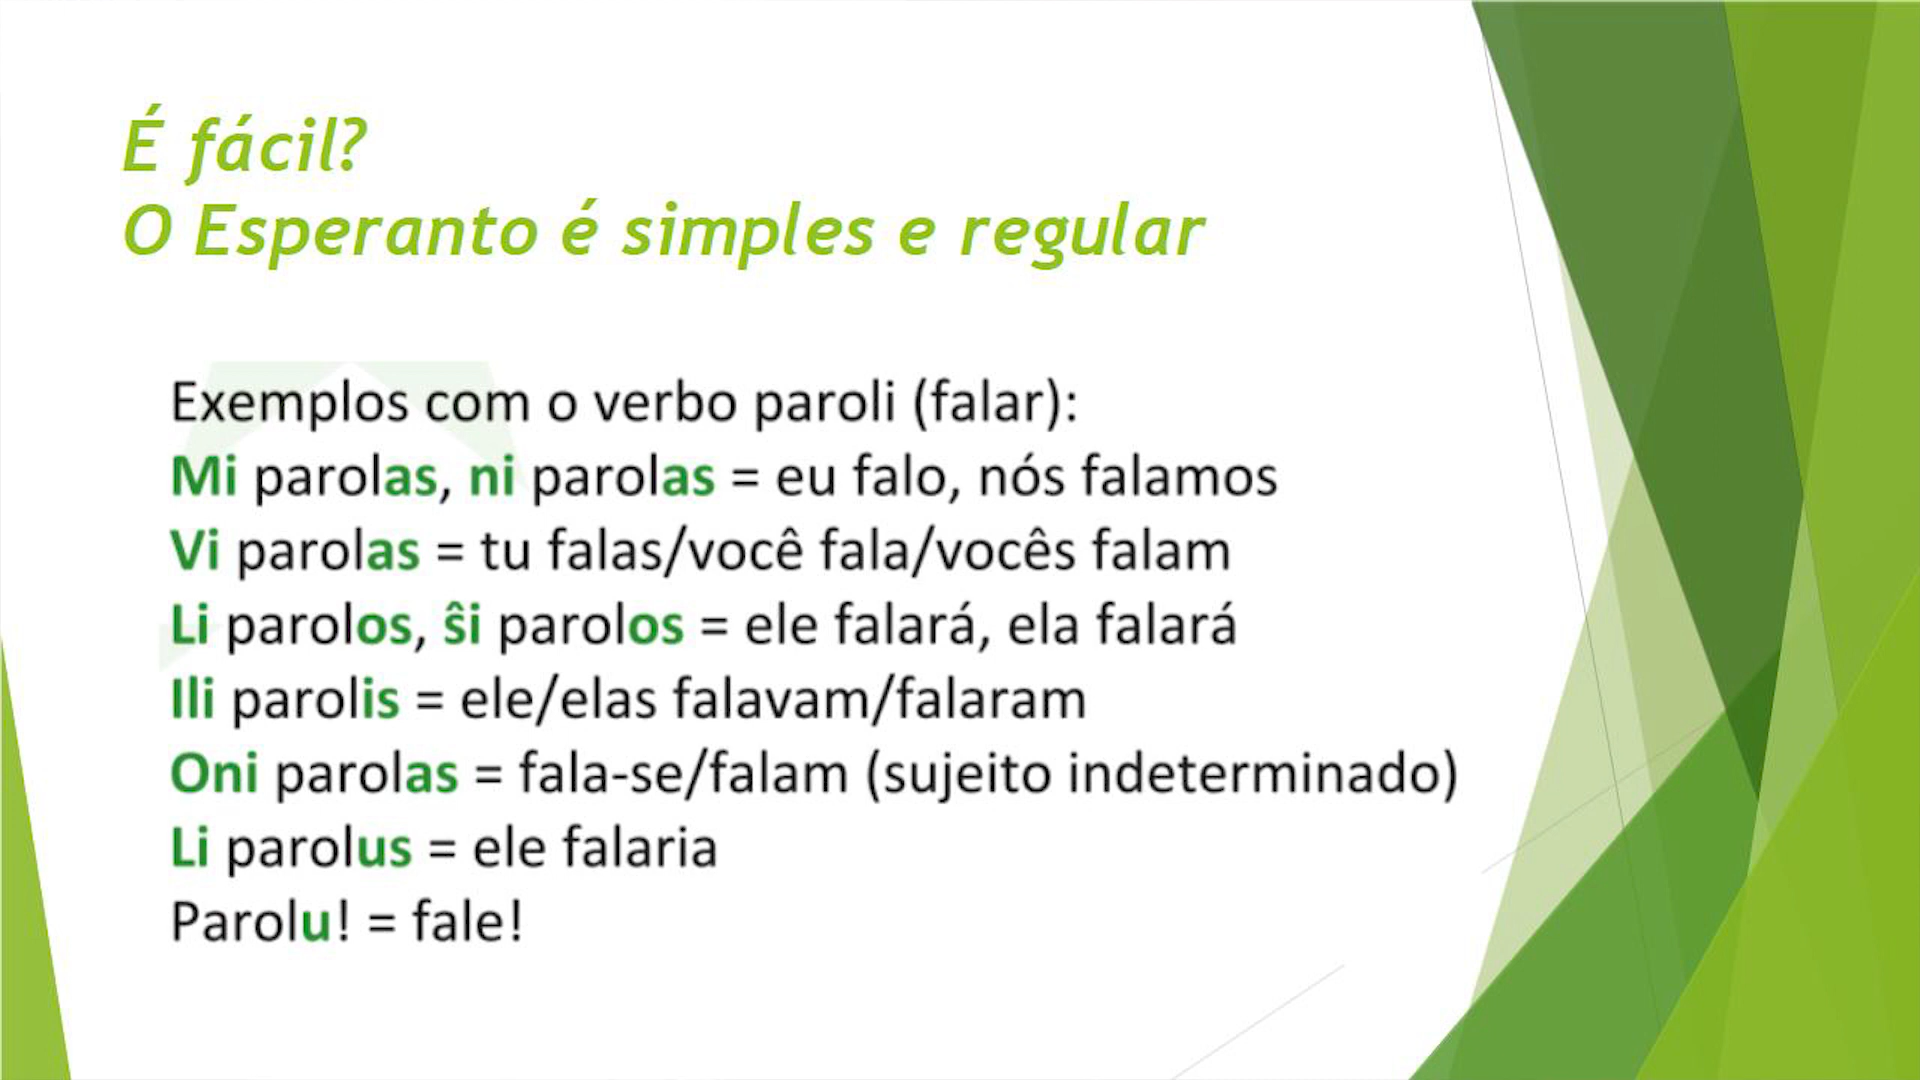 É fácil?
O Esperanto é simples e regular
Exemplos com o verbo paroli (falar):
Mi parolas, ni parolas = eu falo, nós falamos
Vi parolas = tu falas/você fala/vocês falam
Li parolos, ŝi parolos = ele falará, ela falará
Ili parolis = ele/elas falavam/falaram
Oni parolas = fala-se/falam (sujeito indeterminado)
Li parolus = ele falaria
Parolu! = fale!